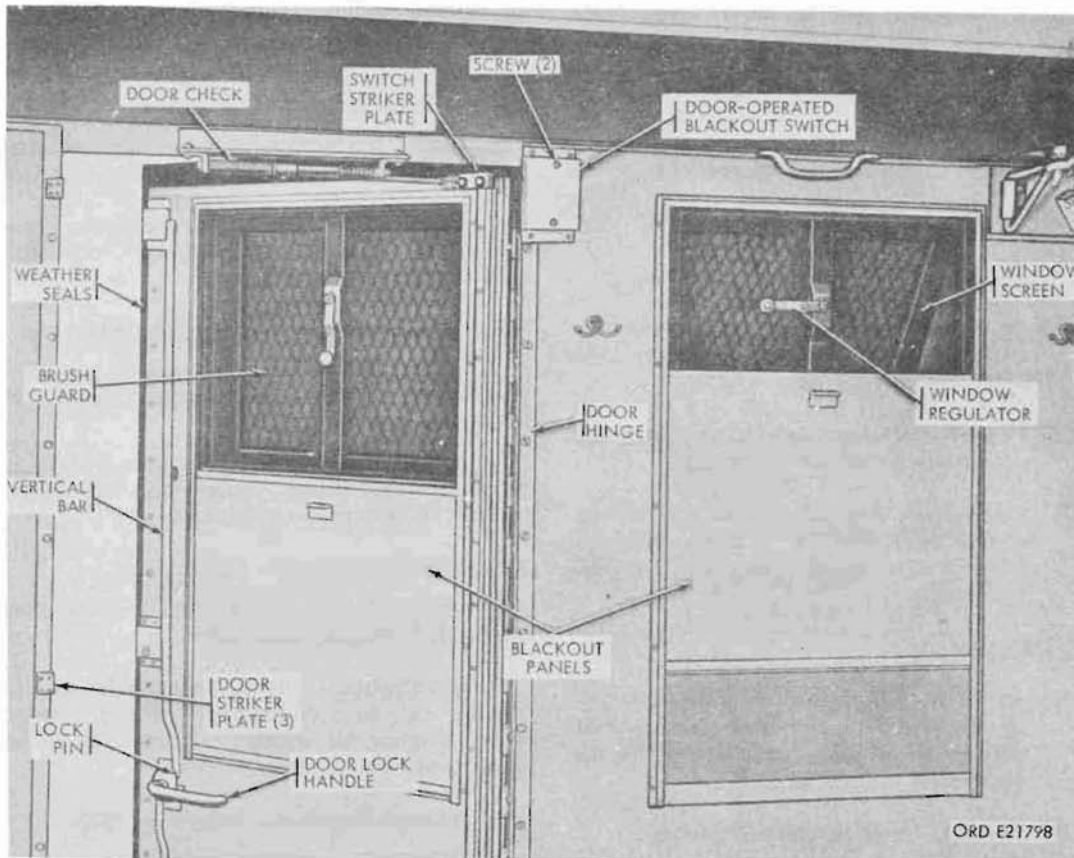 DOOR CHECK
SWITCH
STRIKER
PLATE
SCREW (2)
DOOR-OPERATED
BLACKOUT SWITCH
WEATHER
SEALS
WINDOW
SCREEN
BRUSH
GUARD
DOOR
HINGE
WINDOW
REGULATOR
VERTICAL
BAR
BLACKOUT
PANELS
DOOR
STRIKER
PLATE (3)
LOCK
PIN
DOOR LOCK
HANDLE
ORD E21798